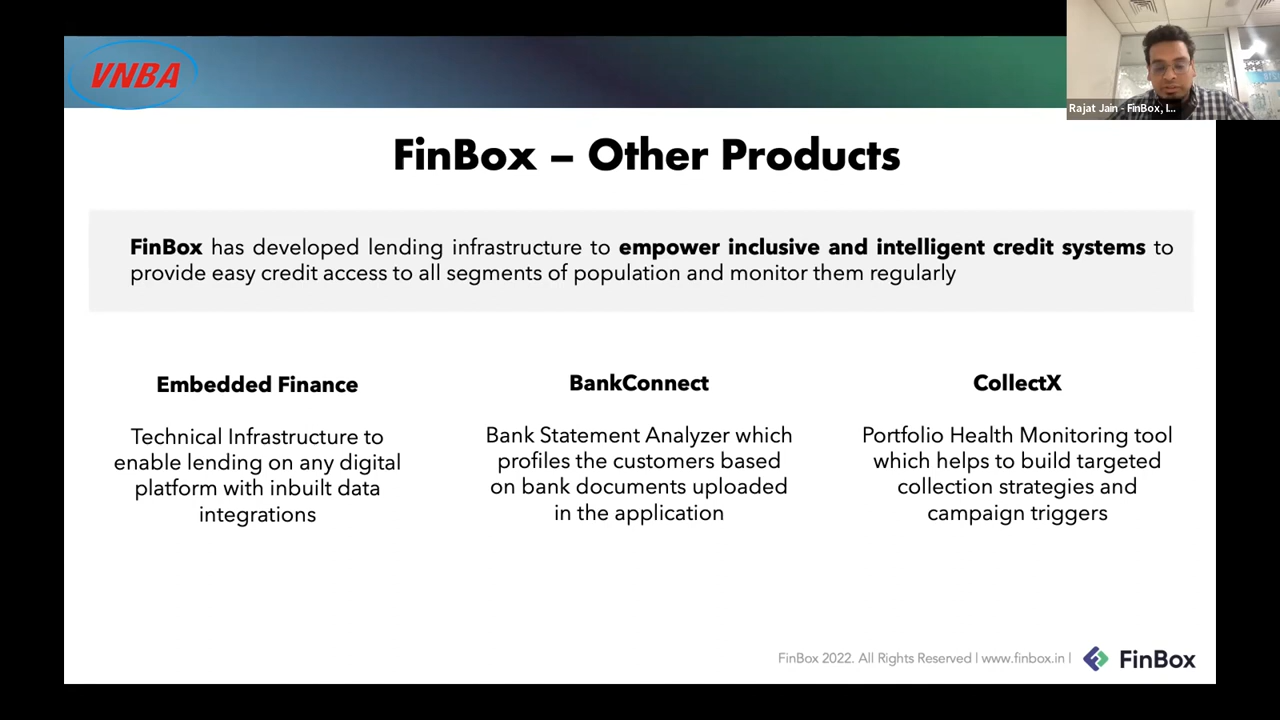 VNBA
Rajat Jain - FinBox, I...
FinBox – Other Products
FinBox has developed lending infrastructure to empower inclusive and intelligent credit systems to
provide easy credit access to all segments of population and monitor them regularly
Embedded Finance
Technical Infrastructure to
enable lending on any digital
platform with inbuilt data
integrations
BankConnect
Bank Statement Analyzer which
profiles the customers based
on bank documents uploaded
in the application
CollectX
Portfolio Health Monitoring tool
which helps to build targeted
collection strategies and
campaign triggers
FinBox 2022. All Rights Reserved | www.finbox.in |
FinBox